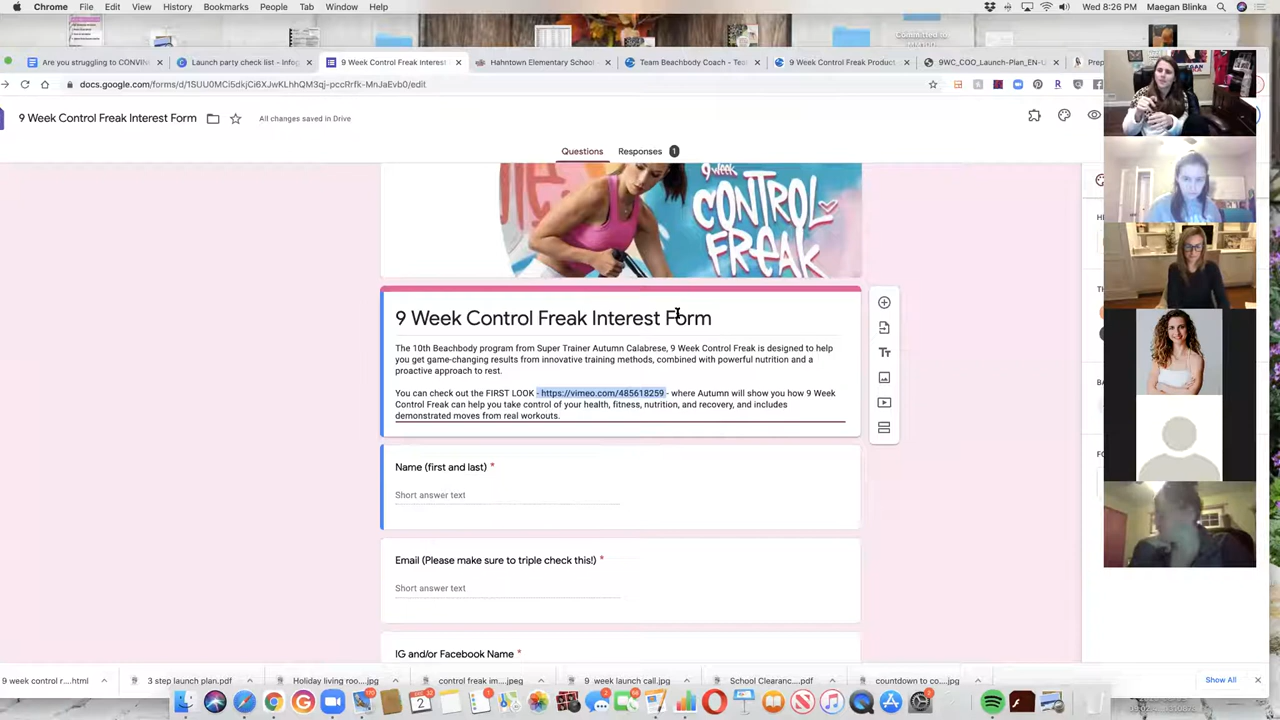 Chrome File Edit View History Bookmarks People Tab Window Help Wed 8:26 PM Maegan Blinka
Are you struggling to CONVIN
Launch party check list - infog
9 Week Control Freak Interest
Hahntown Elementary School
Team Beachbody Coach - Tea
9 Week Control Freak Product
9WC_COO_Launch-Plan_EN-U
Prep
docs.google.com/forms/d/1SUU0MCi5dkjCi6XJwKLhhQM3qj-pccRrfk-MnJaEvb0/edit
9 Week Control Freak Interest Form All changes saved in Drive
Questions Responses 1
9 week
CONTROL
FREAK
9 Week Control Freak Interest Form
The 10th Beachbody program from Super Trainer Autumn Calabrese, 9 Week Control Freak is designed to help
you get game-changing results from innovative training methods, combined with powerful nutrition and a
proactive approach to rest.
You can check out the FIRST LOOK - https://vimeo.com/485618259 - where Autumn will show you how 9 Week
Control Freak can help you take control of your health, fitness, nutrition, and recovery, and includes
demonstrated moves from real workouts.
Name (first and last) *
Short answer text
Email (Please make sure to triple check this!) *
Short answer text
IG and/or Facebook Name *
9 week control r....html
3 step launch plan.pdf
Holiday living roo....jpg
control freak im....jpeg
9 week launch call.jpg
School Clearanc....pdf
countdown to co....jpg
Show All